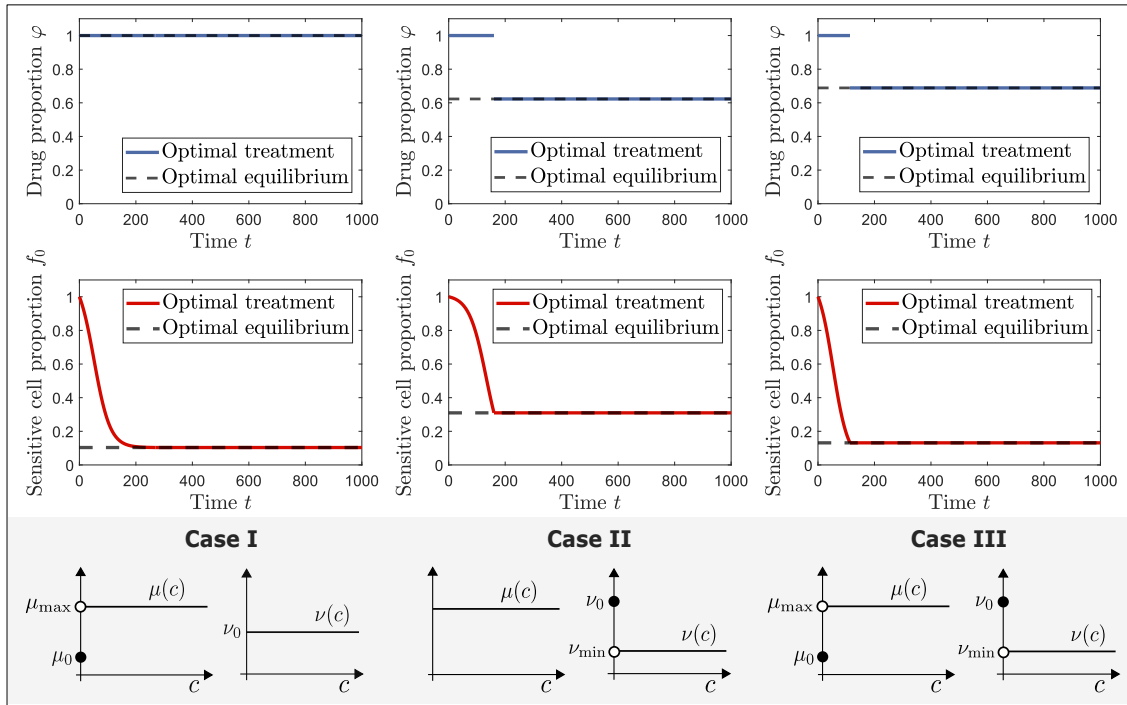 Drug proportion φ
1
0.8
0.6
0.4
0.2
0
Optimal treatment
Optimal equilibrium
0 200 400 600 800 1000
Time t
Drug proportion φ
1
0.8
0.6
0.4
0.2
0
Optimal treatment
Optimal equilibrium
0 200 400 600 800 1000
Time t
Drug proportion φ
1
0.8
0.6
0.4
0.2
0
Optimal treatment
Optimal equilibrium
0 200 400 600 800 1000
Time t
Sensitive cell proportion f₀
1
0.8
0.6
0.4
0.2
0
Optimal treatment
Optimal equilibrium
0 200 400 600 800 1000
Time t
Sensitive cell proportion f₀
1
0.8
0.6
0.4
0.2
0
Optimal treatment
Optimal equilibrium
0 200 400 600 800 1000
Time t
Sensitive cell proportion f₀
1
0.8
0.6
0.4
0.2
0
Optimal treatment
Optimal equilibrium
0 200 400 600 800 1000
Time t
Case I
μmax
μ(c)
μ0
c
ν0
ν(c)
c
Case II
μ(c)
c
ν0
νmin
ν(c)
c
Case III
μmax
μ(c)
μ0
c
ν0
νmin
ν(c)
c